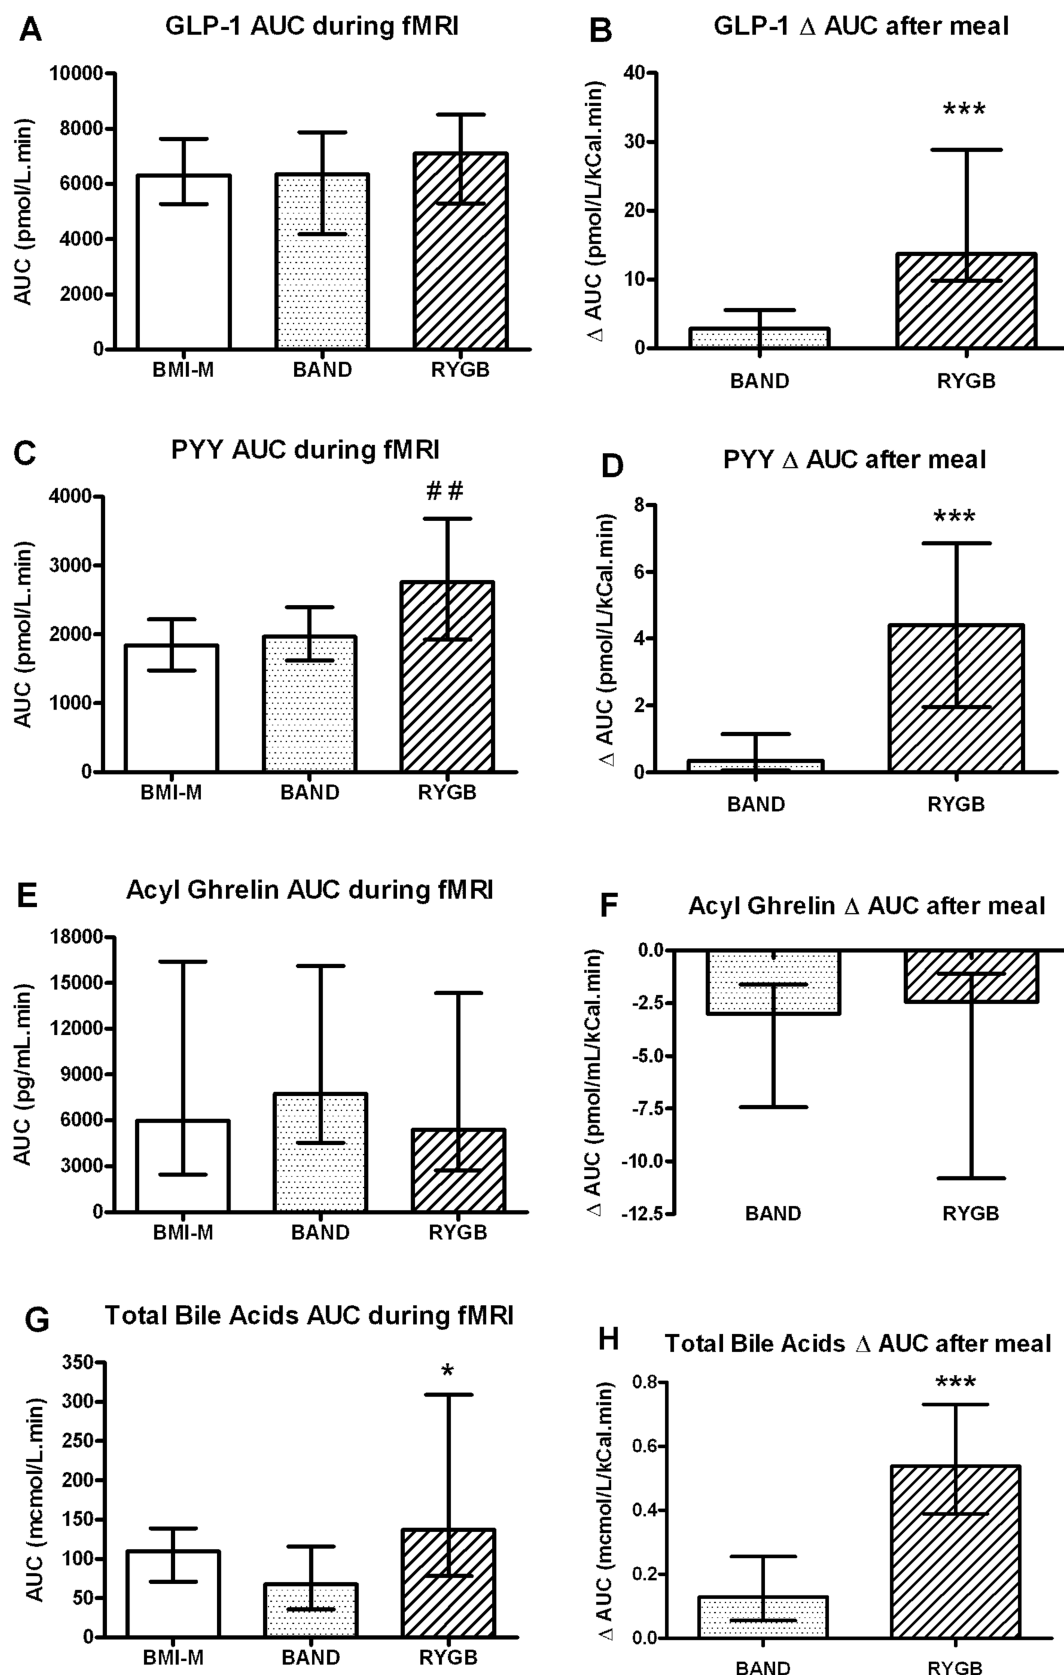 A
GLP-1 AUC during fMRI
AUC (pmol/L.min)
10000
8000
6000
4000
2000
0
BMI-M BAND RYGB
B
GLP-1 Δ AUC after meal
Δ AUC (pmol/L/kCal.min)
40
30
20
10
0
***
BAND RYGB
C
PYY AUC during fMRI
AUC (pmol/L.min)
4000
3000
2000
1000
0
##
BMI-M BAND RYGB
D
PYY Δ AUC after meal
Δ AUC (pmol/L/kCal.min)
8
6
4
2
0
***
BAND RYGB
E
Acyl Ghrelin AUC during fMRI
AUC (pg/mL.min)
18000
15000
12000
9000
6000
3000
0
BMI-M BAND RYGB
F
Acyl Ghrelin Δ AUC after meal
Δ AUC (pmol/mL/kCal.min)
0.0
-2.5
-5.0
-7.5
-10.0
-12.5
BAND RYGB
G
Total Bile Acids AUC during fMRI
AUC (mcmol/L.min)
350
300
250
200
150
100
50
0
*
BMI-M BAND RYGB
H
Total Bile Acids Δ AUC after meal
Δ AUC (mcmol/L/kCal.min)
0.8
0.6
0.4
0.2
0.0
***
BAND RYGB